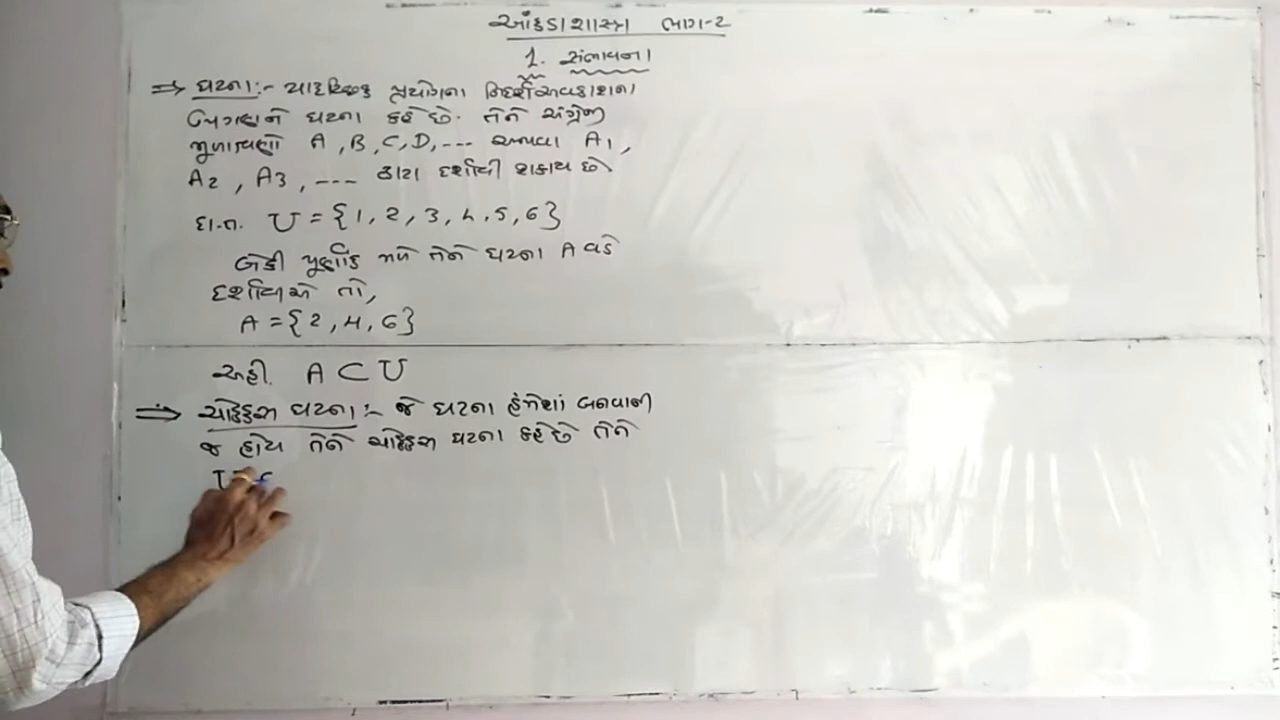 આંકડાશાસ્ત્ર ભાગ-૨
1. સંભાવના
⇒ ઘટના :- યાદચ્છિક પ્રયોગના નિદર્શઅવકાશના
ઉપગણને ઘટના કહે છે. તેને અંગ્રેજી
મૂળાક્ષરો A, B, C, D, --- અથવા A1,
A2, A3, --- દ્વારા દર્શાવી શકાય છે
દા.ત. U = {1, 2, 3, 4, 5, 6}
બેકી પૂર્ણાંક મળે તેને ઘટના A વડે
દર્શાવીએ તો,
A = {2, 4, 6}
અહી. A ⊂ U
⇒ ચોક્કસ ઘટના :- જે ઘટના હંમેશાં બનવાની
જ હોય તેને ચોક્કસ ઘટના કહે છે તેને
U